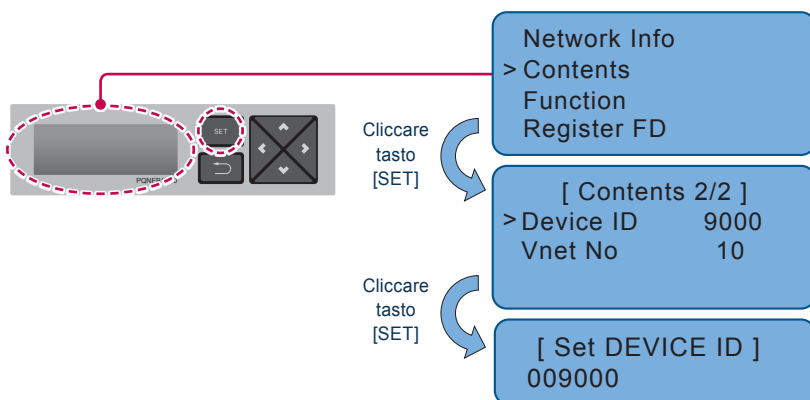 Network Info
> Contents
Function
Register FD
SET
Cliccare
tasto
[SET]
[ Contents 2/2 ]
>Device ID 9000
Vnet No 10
Cliccare
tasto
[SET]
[ Set DEVICE ID ]
009000